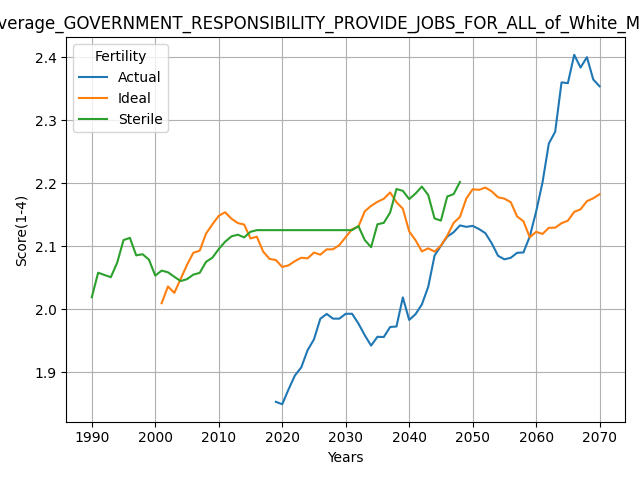 verage_GOVERNMENT_RESPONSIBILITY_PROVIDE_JOBS_FOR_ALL_of_White_M
Fertility
Actual
Ideal
Sterile
2.4
2.3
2.2
2.1
2.0
1.9
Score(1-4)
1990 2000 2010 2020 2030 2040 2050 2060 2070
Years